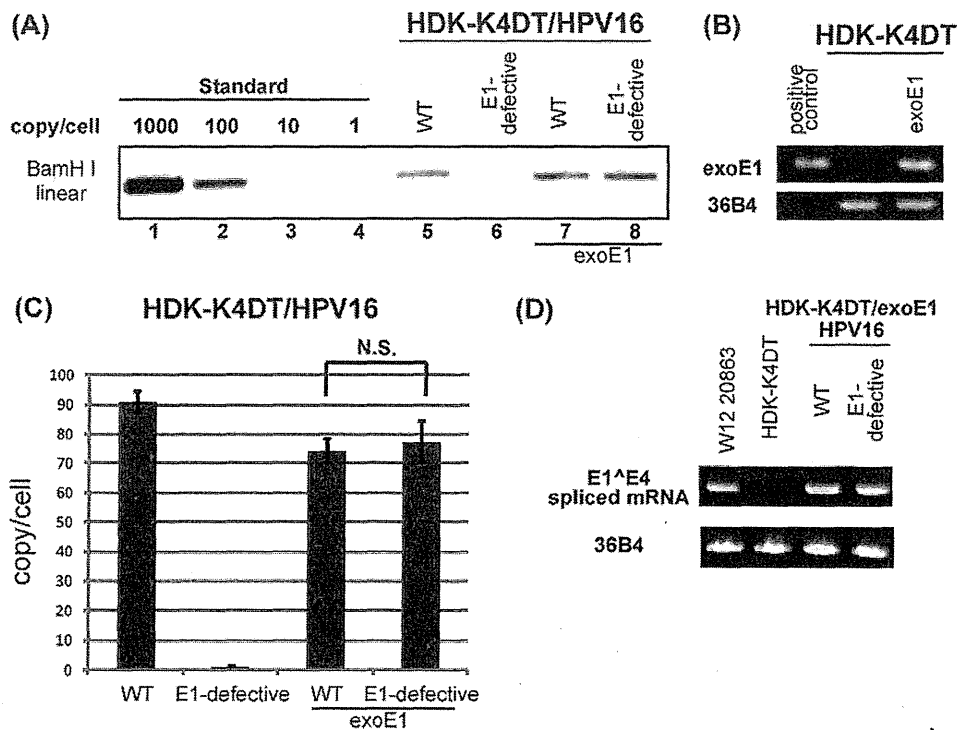 (A)
HDK-K4DT/HPV16
Standard
WT
E1-
defective
WT
E1-
defective
copy/cell 1000 100 10 1
BamH I
linear
1 2 3 4 5 6 7 8
exoE1
(B)
HDK-K4DT
positive
control
exoE1
exoE1
36B4
(C)
HDK-K4DT/HPV16
N.S.
copy/cell
100
90
80
70
60
50
40
30
20
10
0
WT E1-defective WT E1-defective
exoE1
(D)
HDK-K4DT/exoE1
HPV16
W12 20863
HDK-K4DT
WT
E1-
defective
E1^E4
spliced mRNA
36B4